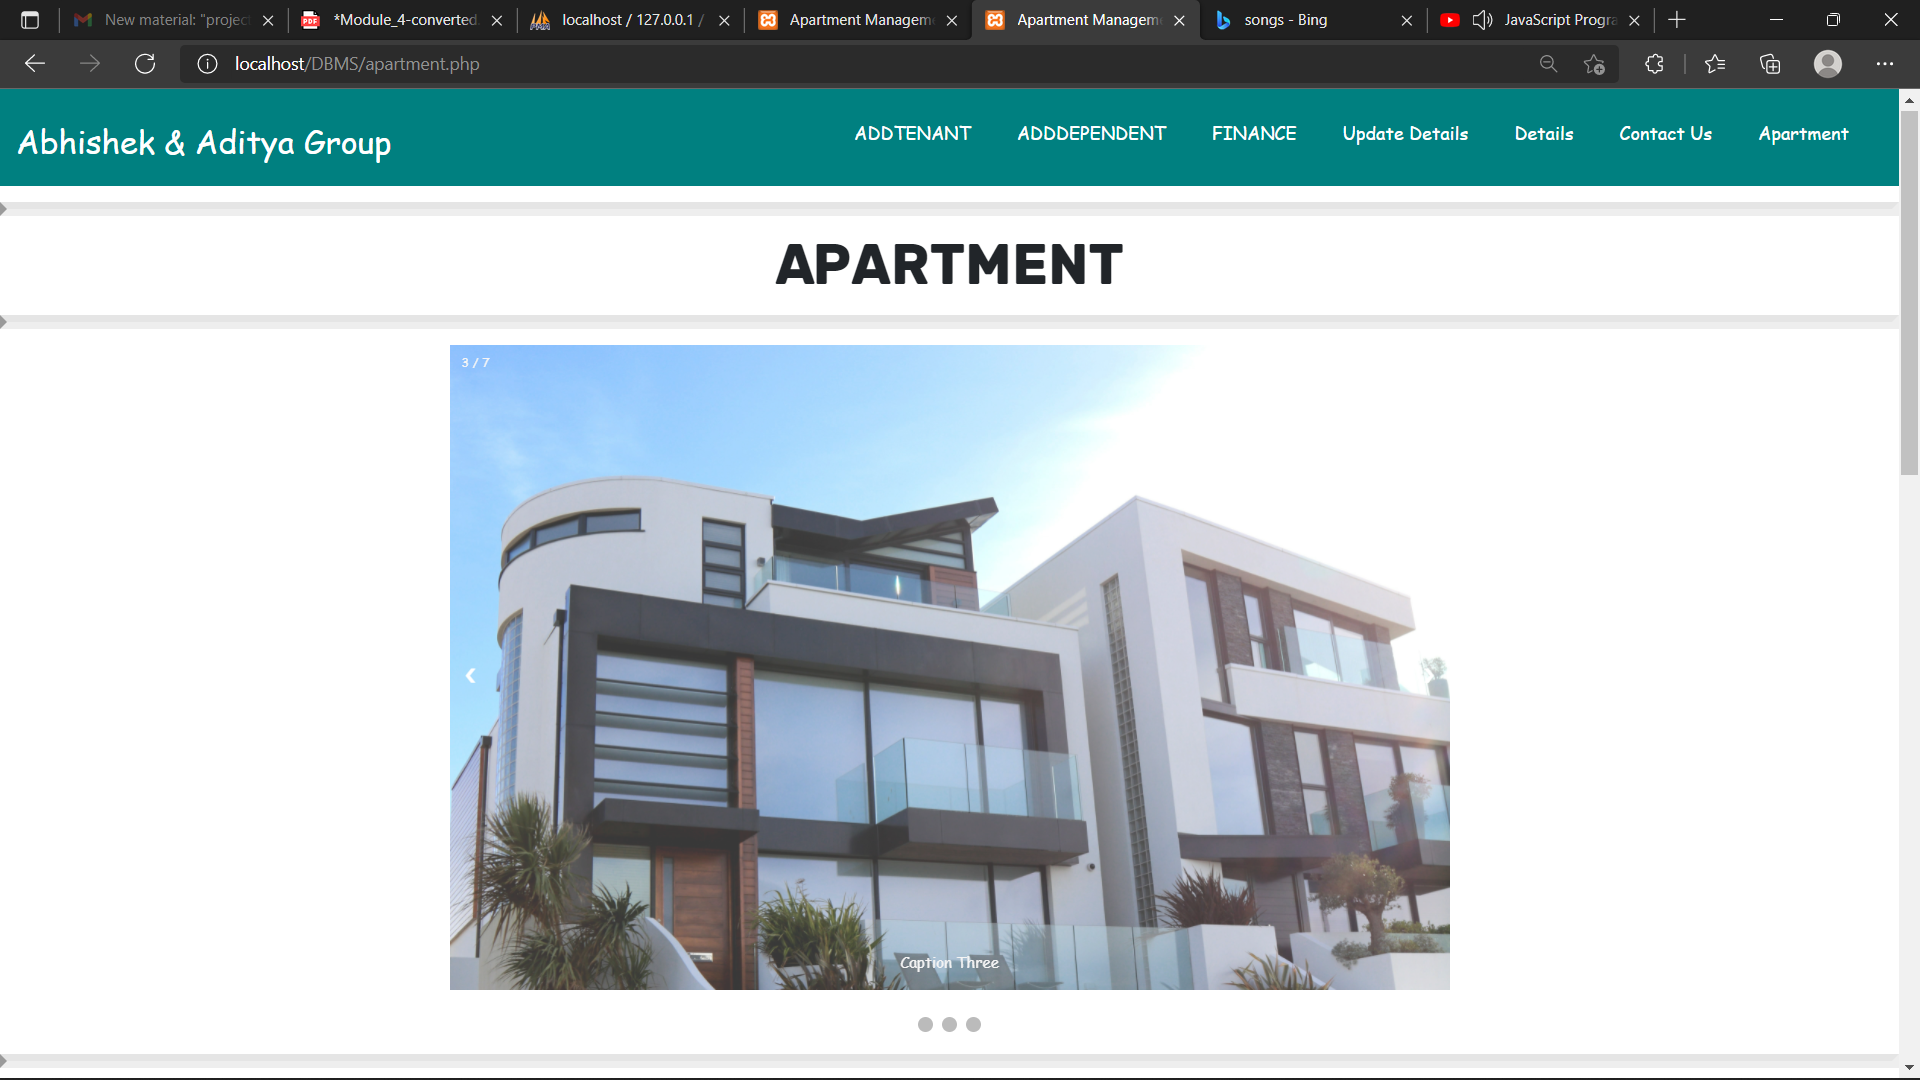 New material: "projec
*Module_4-converted.
localhost / 127.0.0.1 /
Apartment Managem
Apartment Managem
songs - Bing
JavaScript Progra
localhost/DBMS/apartment.php
Abhishek & Aditya Group
ADDTENANT
ADDDEPENDENT
FINANCE
Update Details
Details
Contact Us
Apartment
APARTMENT
3 / 7
Caption Three